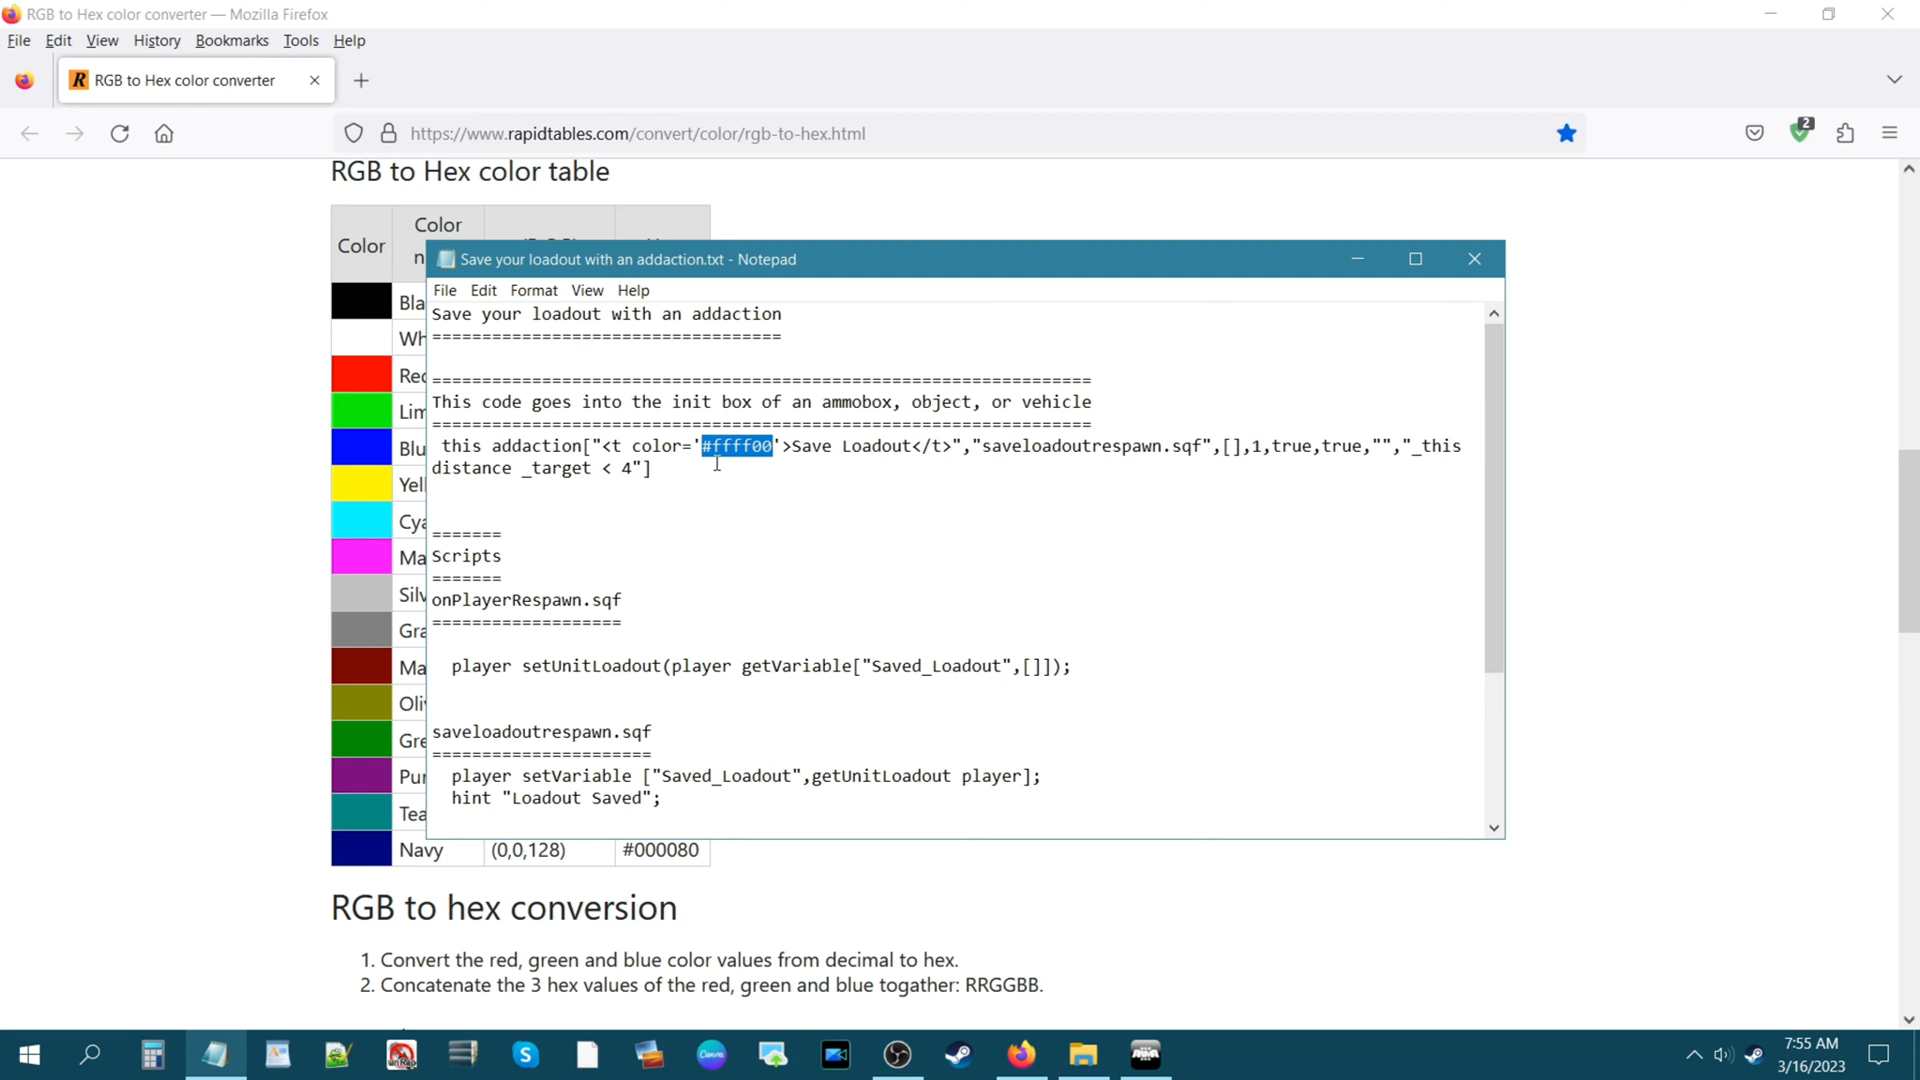 RGB to Hex color converter — Mozilla Firefox
File Edit View History Bookmarks Tools Help
RGB to Hex color converter
https://www.rapidtables.com/convert/color/rgb-to-hex.html
2
RGB to Hex color table
Color
Color
Save your loadout with an addaction.txt - Notepad
File Edit Format View Help
Save your loadout with an addaction
===================================
==================================================================
This code goes into the init box of an ammobox, object, or vehicle
==================================================================
this addaction["<t color='#ffff00'>Save Loadout</t>","saveloadoutrespawn.sqf",[],1,true,true,"","_this
distance _target < 4"]
=======
Scripts
=======
onPlayerRespawn.sqf
===================
player setUnitLoadout(player getVariable["Saved_Loadout",[]]);
saveloadoutrespawn.sqf
======================
player setVariable ["Saved_Loadout",getUnitLoadout player];
hint "Loadout Saved";
Navy (0,0,128) #000080
RGB to hex conversion
1. Convert the red, green and blue color values from decimal to hex.
2. Concatenate the 3 hex values of the red, green and blue togather: RRGGBB.
Canva
7:55 AM
3/16/2023